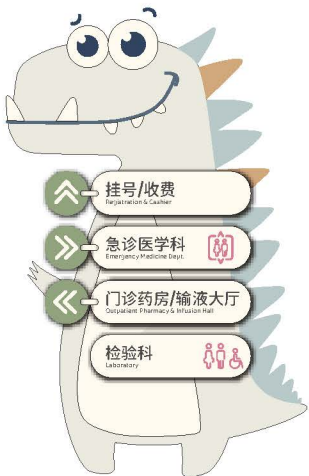 挂号/收费
Registration & Cashier
急诊医学科
Emergency Medicine Dept.
门诊药房/输液大厅
Outpatient Pharmacy & Infusion Hall
检验科
Laboratory